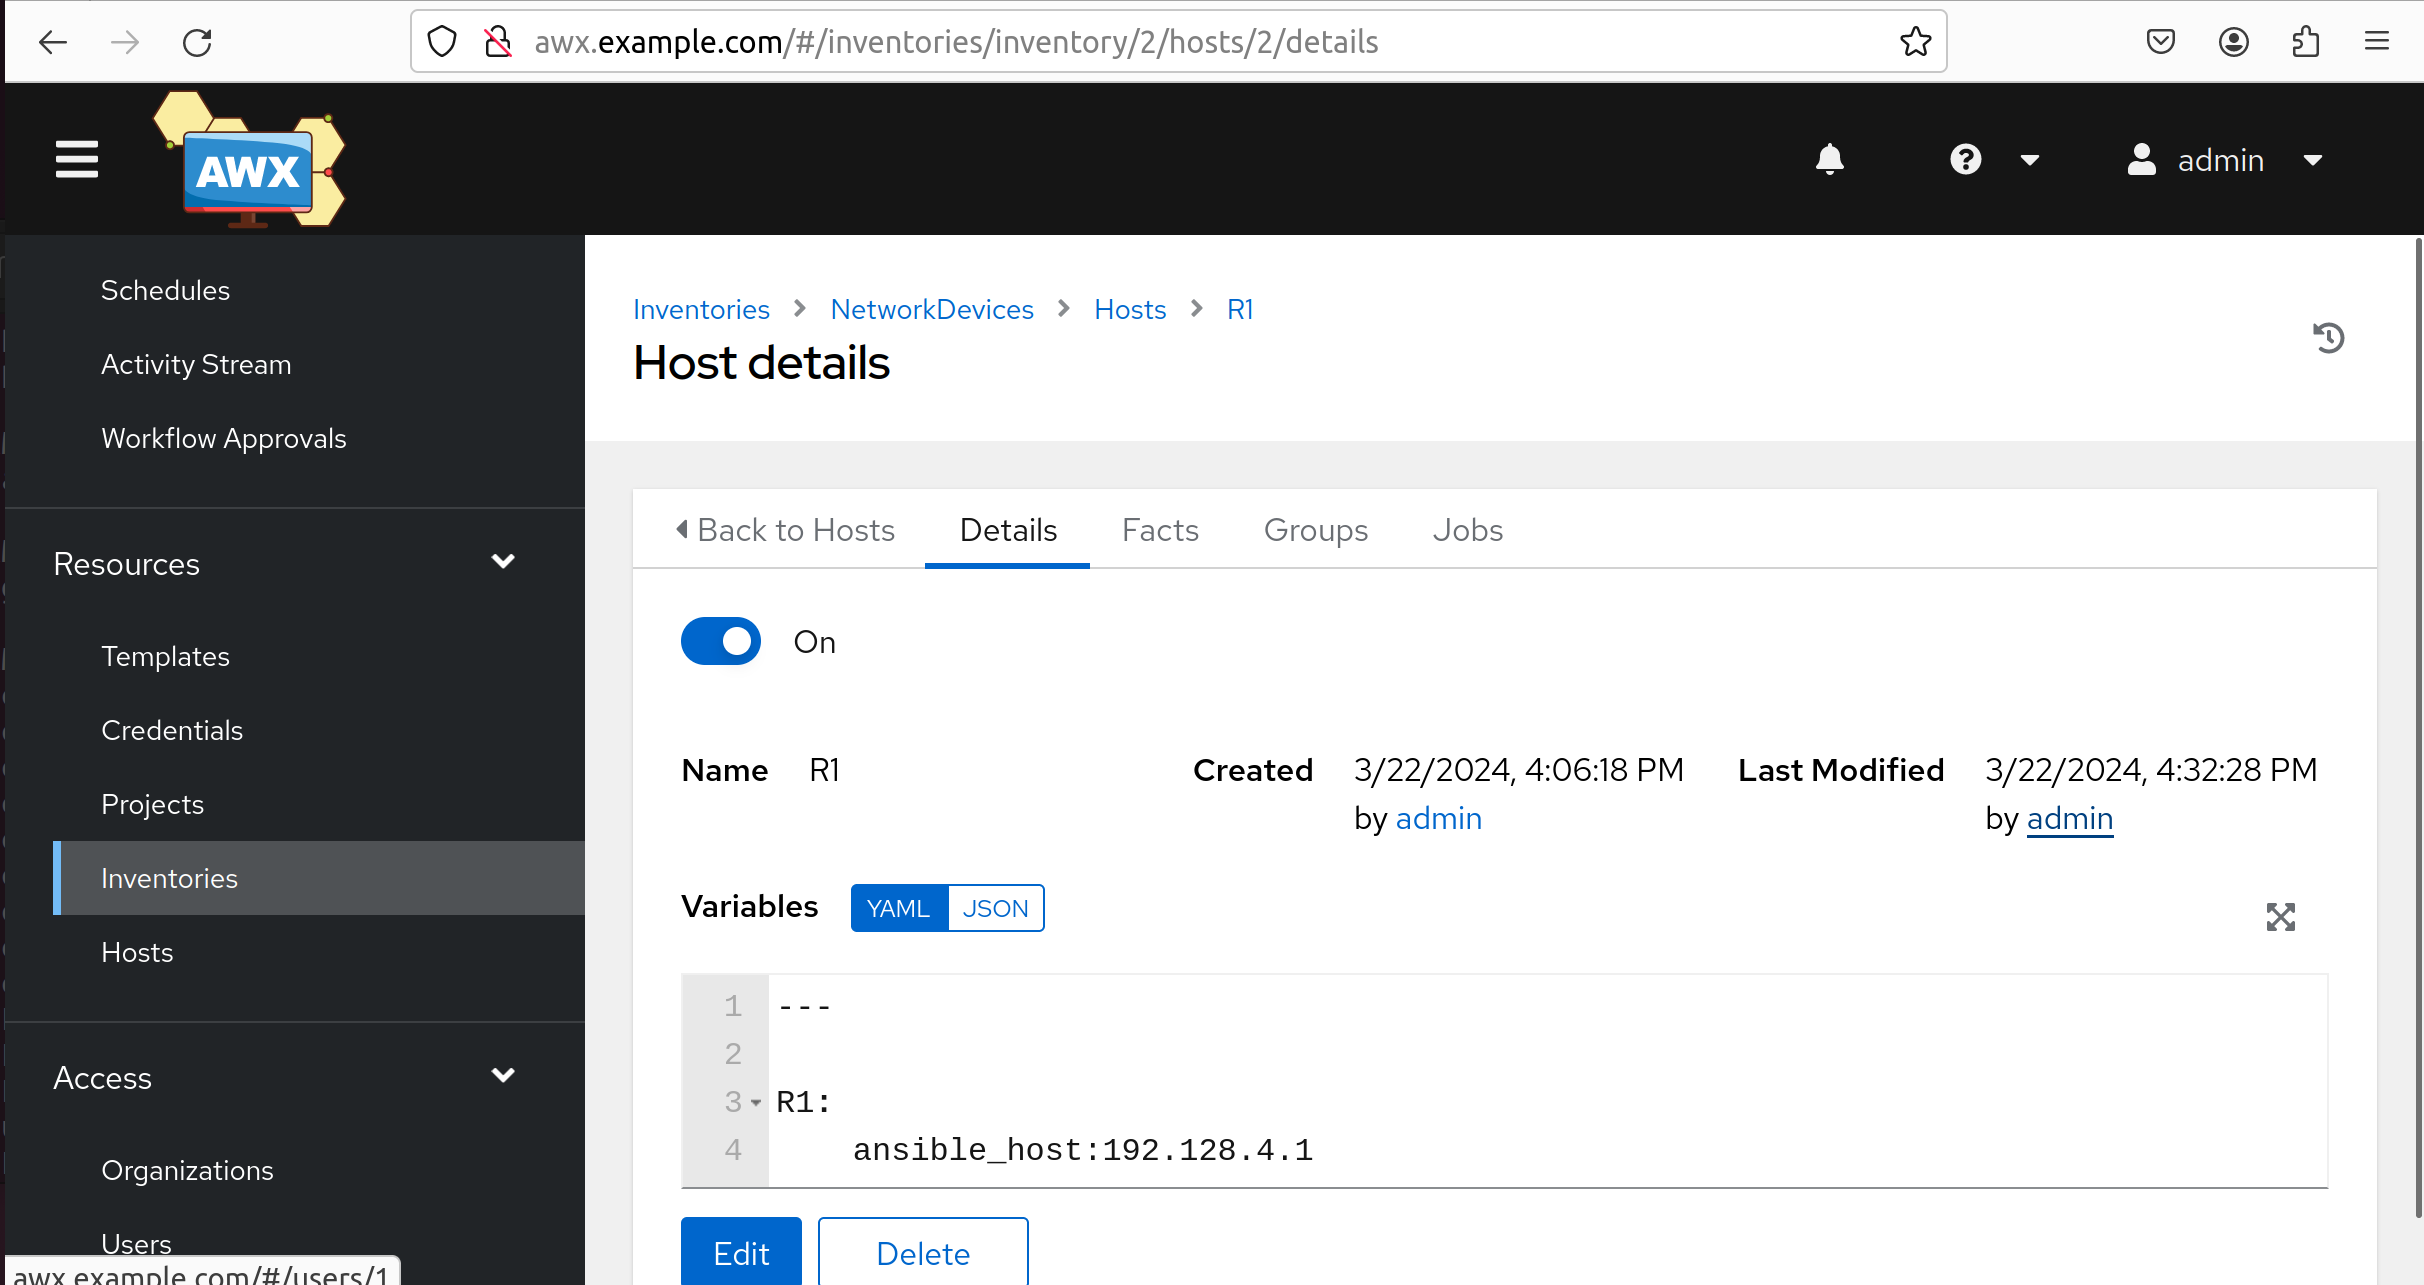 awx.example.com/#/inventories/inventory/2/hosts/2/details
AWX
admin
Schedules
Activity Stream
Workflow Approvals
Resources
Templates
Credentials
Projects
Inventories
Hosts
Access
Organizations
Users
awx.example.com/#/users/1
Inventories > NetworkDevices > Hosts > R1
Host details
Back to Hosts Details Facts Groups Jobs
On
Name R1 Created 3/22/2024, 4:06:18 PM Last Modified 3/22/2024, 4:32:28 PM
by admin by admin
Variables YAML JSON
1 ---
2
3 R1:
4 ansible_host:192.128.4.1
Edit Delete